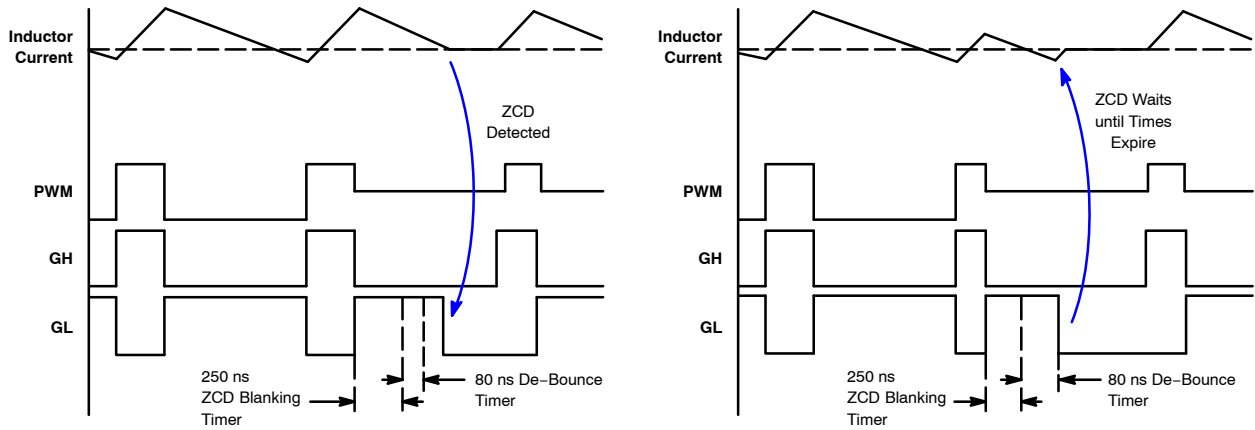 Inductor
Current
ZCD
Detected
PWM
GH
GL
250 ns
ZCD Blanking
Timer
80 ns De−Bounce
Timer
Inductor
Current
ZCD Waits
until Times
Expire
PWM
GH
GL
250 ns
ZCD Blanking
Timer
80 ns De−Bounce
Timer